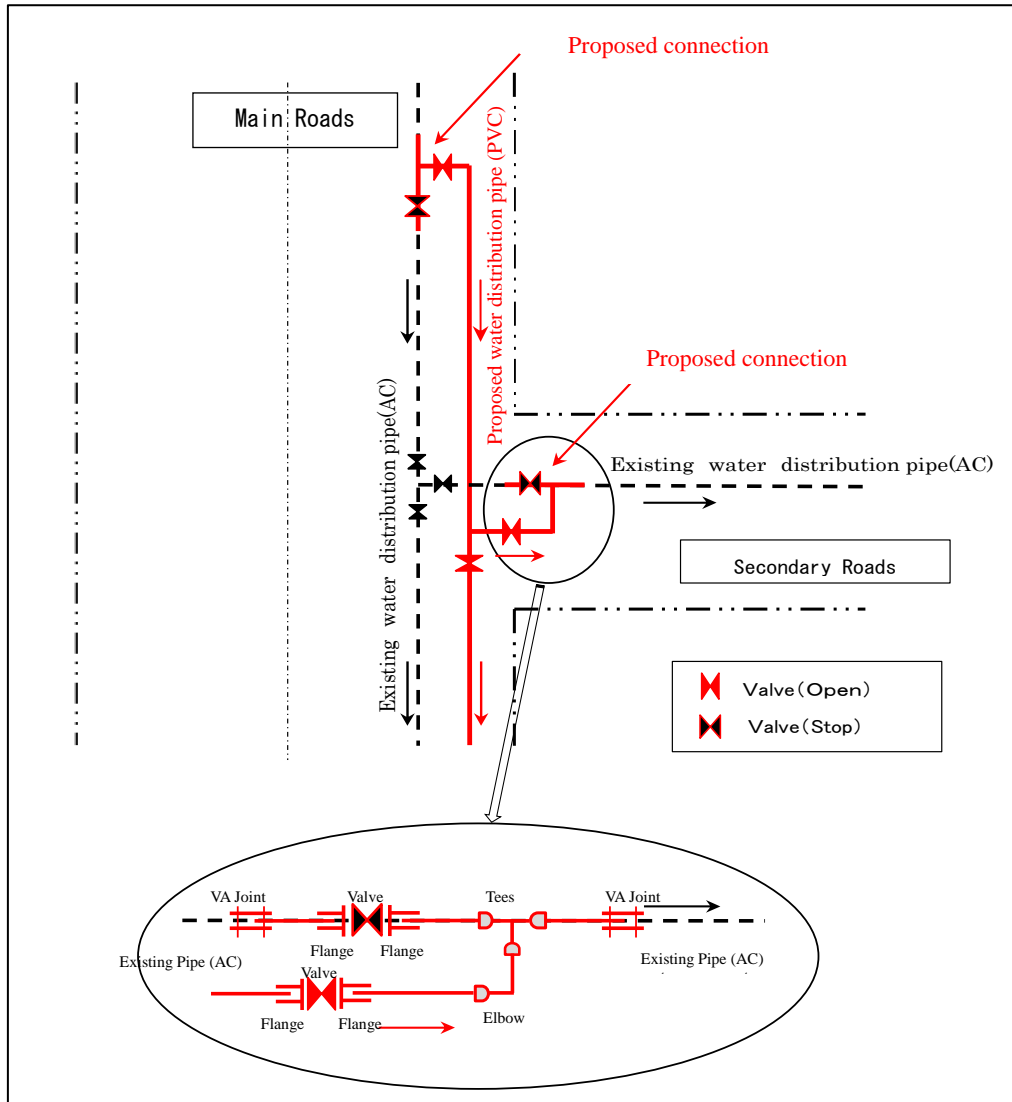 Proposed connection
Main Roads
Proposed water distribution pipe (PVC)
Proposed connection
Existing water distribution pipe(AC)
Existing water distribution pipe(AC)
Secondary Roads
Valve(Open)
Valve(Stop)
VA Joint
Valve
Tees
VA Joint
Flange
Flange
Existing Pipe (AC)
Existing Pipe (AC)
Valve
Flange
Flange
Elbow